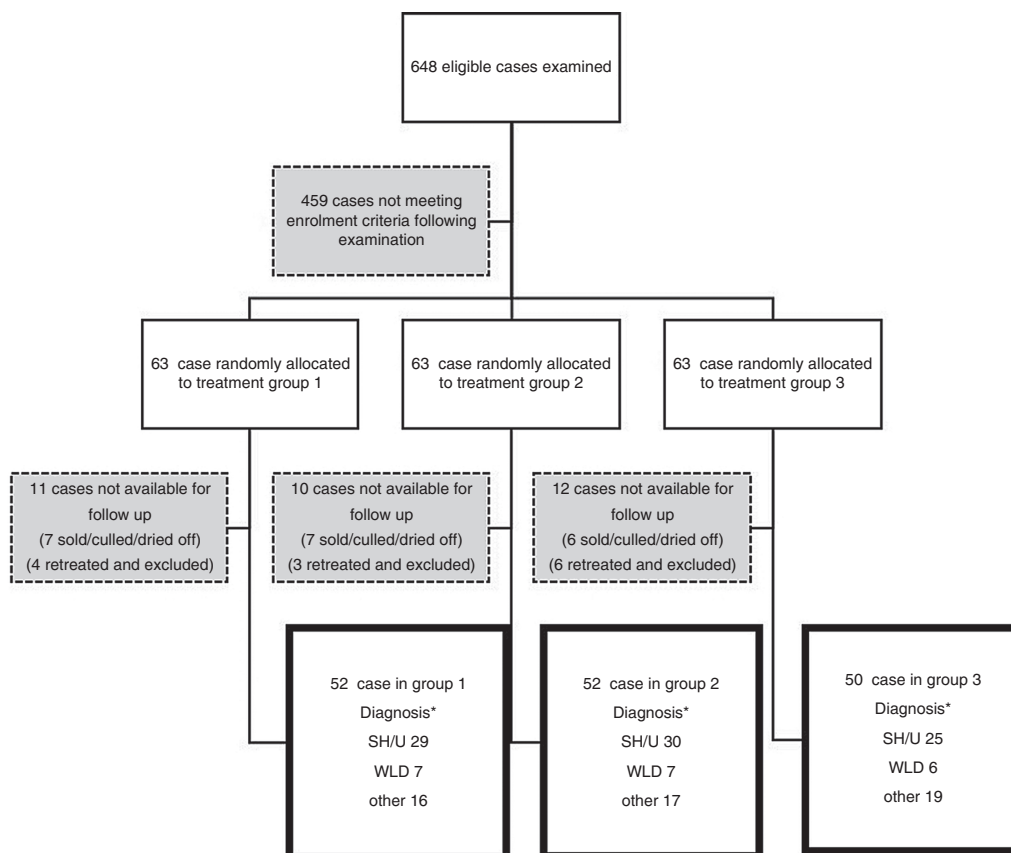 648 eligible cases examined
459 cases not meeting
enrolment criteria following
examination
63 case randomly allocated
to treatment group 1
63 case randomly allocated
to treatment group 2
63 case randomly allocated
to treatment group 3
11 cases not available for
follow up
(7 sold/culled/dried off)
(4 retreated and excluded)
10 cases not available for
follow up
(7 sold/culled/dried off)
(3 retreated and excluded)
12 cases not available for
follow up
(6 sold/culled/dried off)
(6 retreated and excluded)
52 case in group 1
Diagnosis*
SH/U 29
WLD 7
other 16
52 case in group 2
Diagnosis*
SH/U 30
WLD 7
other 17
50 case in group 3
Diagnosis*
SH/U 25
WLD 6
other 19